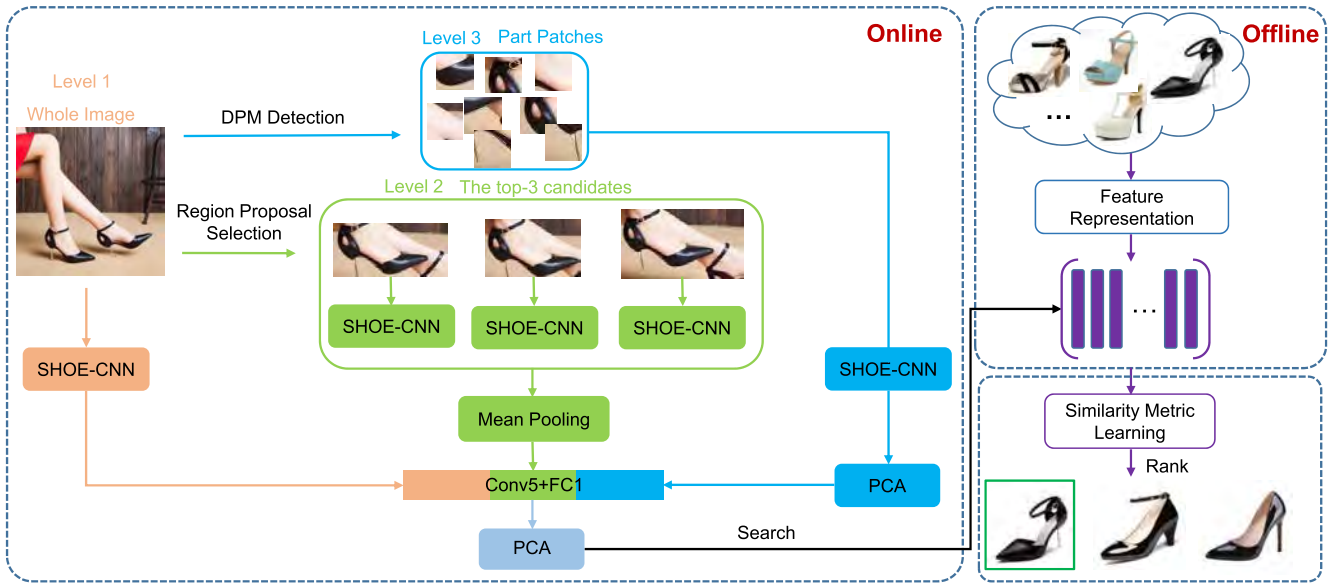 Online
Offline
Level 3 Part Patches
Level 1
Whole Image
DPM Detection
Level 2 The top-3 candidates
Region Proposal
Selection
SHOE-CNN
SHOE-CNN
SHOE-CNN
SHOE-CNN
SHOE-CNN
Mean Pooling
Conv5+FC1
PCA
PCA
Search
...
Feature
Representation
...
Similarity Metric
Learning
Rank